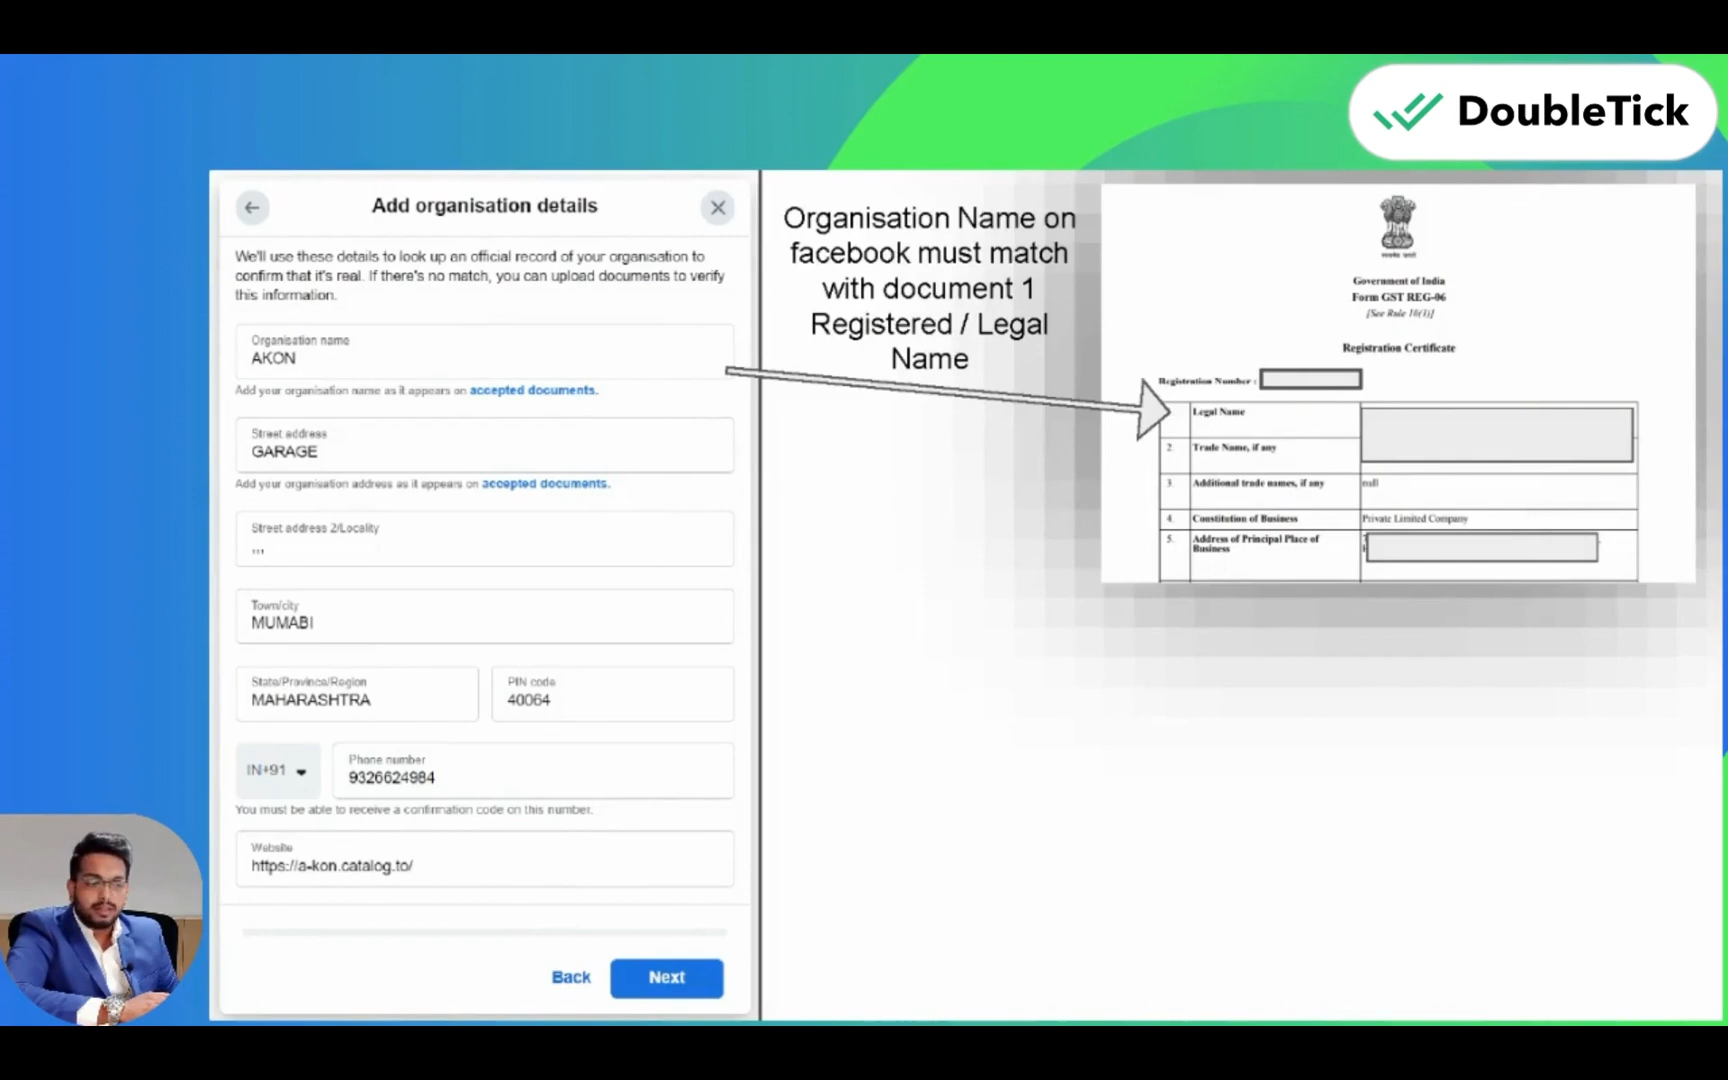 DoubleTick
Add organisation details
We'll use these details to look up an official record of your organisation to
confirm that it's real. If there's no match, you can upload documents to verify
this information.
Organisation name
AKON
Add your organisation name as it appears on accepted documents.
Street address
GARAGE
Add your organisation address as it appears on accepted documents.
Street address 2/Locality
...
Town/city
MUMABI
State/Province/Region
MAHARASHTRA
PIN code
40064
IN+91
Phone number
9326624984
You must be able to receive a confirmation code on this number.
Website
https://a-kon.catalog.to/
Back
Next
Organisation Name on
facebook must match
with document 1
Registered / Legal
Name
Government of India
Form GST REG-06
[See Rule 10(1)]
Registration Certificate
Registration Number :
Legal Name
2. Trade Name, if any
3. Additional trade names, if any null
4. Constitution of Business Private Limited Company
5. Address of Principal Place of
Business